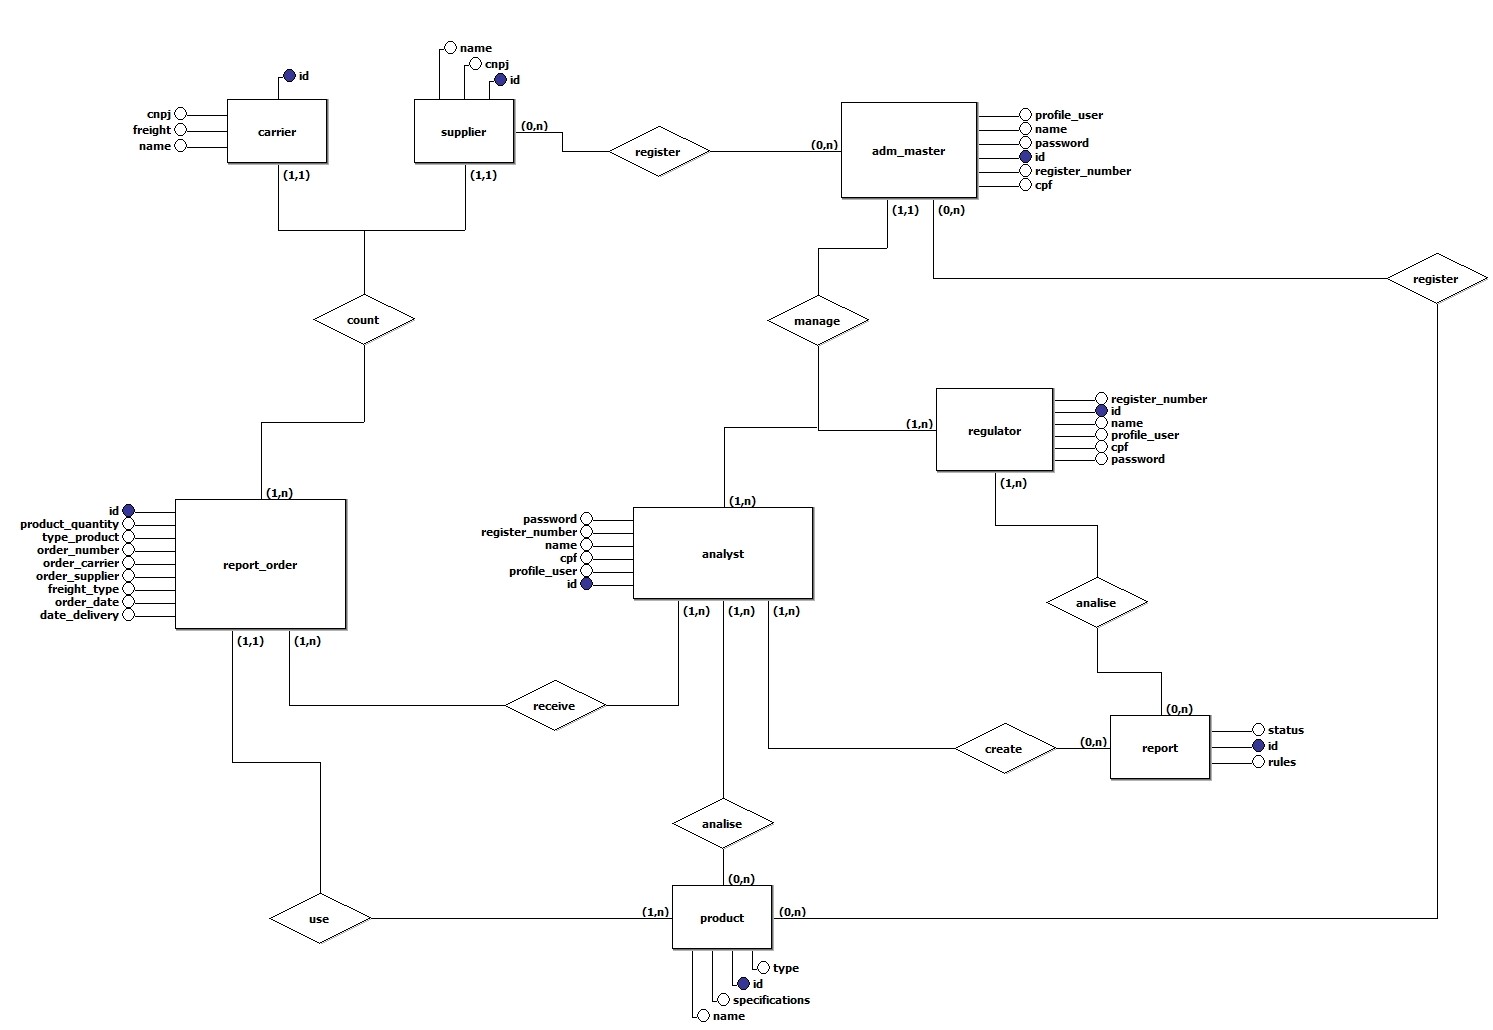 name
cnpj
id
id
cnpj
freight
name
carrier
supplier
(0,n)
register
(0,n)
adm_master
profile_user
name
password
id
register_number
cpf
(1,1)
(1,1)
(1,1)
(0,n)
register
count
manage
(1,n)
regulator
register_number
id
name
profile_user
cpf
password
(1,n)
(1,n)
(1,n)
id
product_quantity
type_product
order_number
order_carrier
order_supplier
freight_type
order_date
date_delivery
report_order
password
register_number
name
cpf
profile_user
id
analyst
analise
(1,1)
(1,n)
(1,n)
(1,n)
(1,n)
receive
(0,n)
create
(0,n)
report
status
id
rules
analise
(0,n)
use
(1,n)
product
(0,n)
type
id
specifications
name